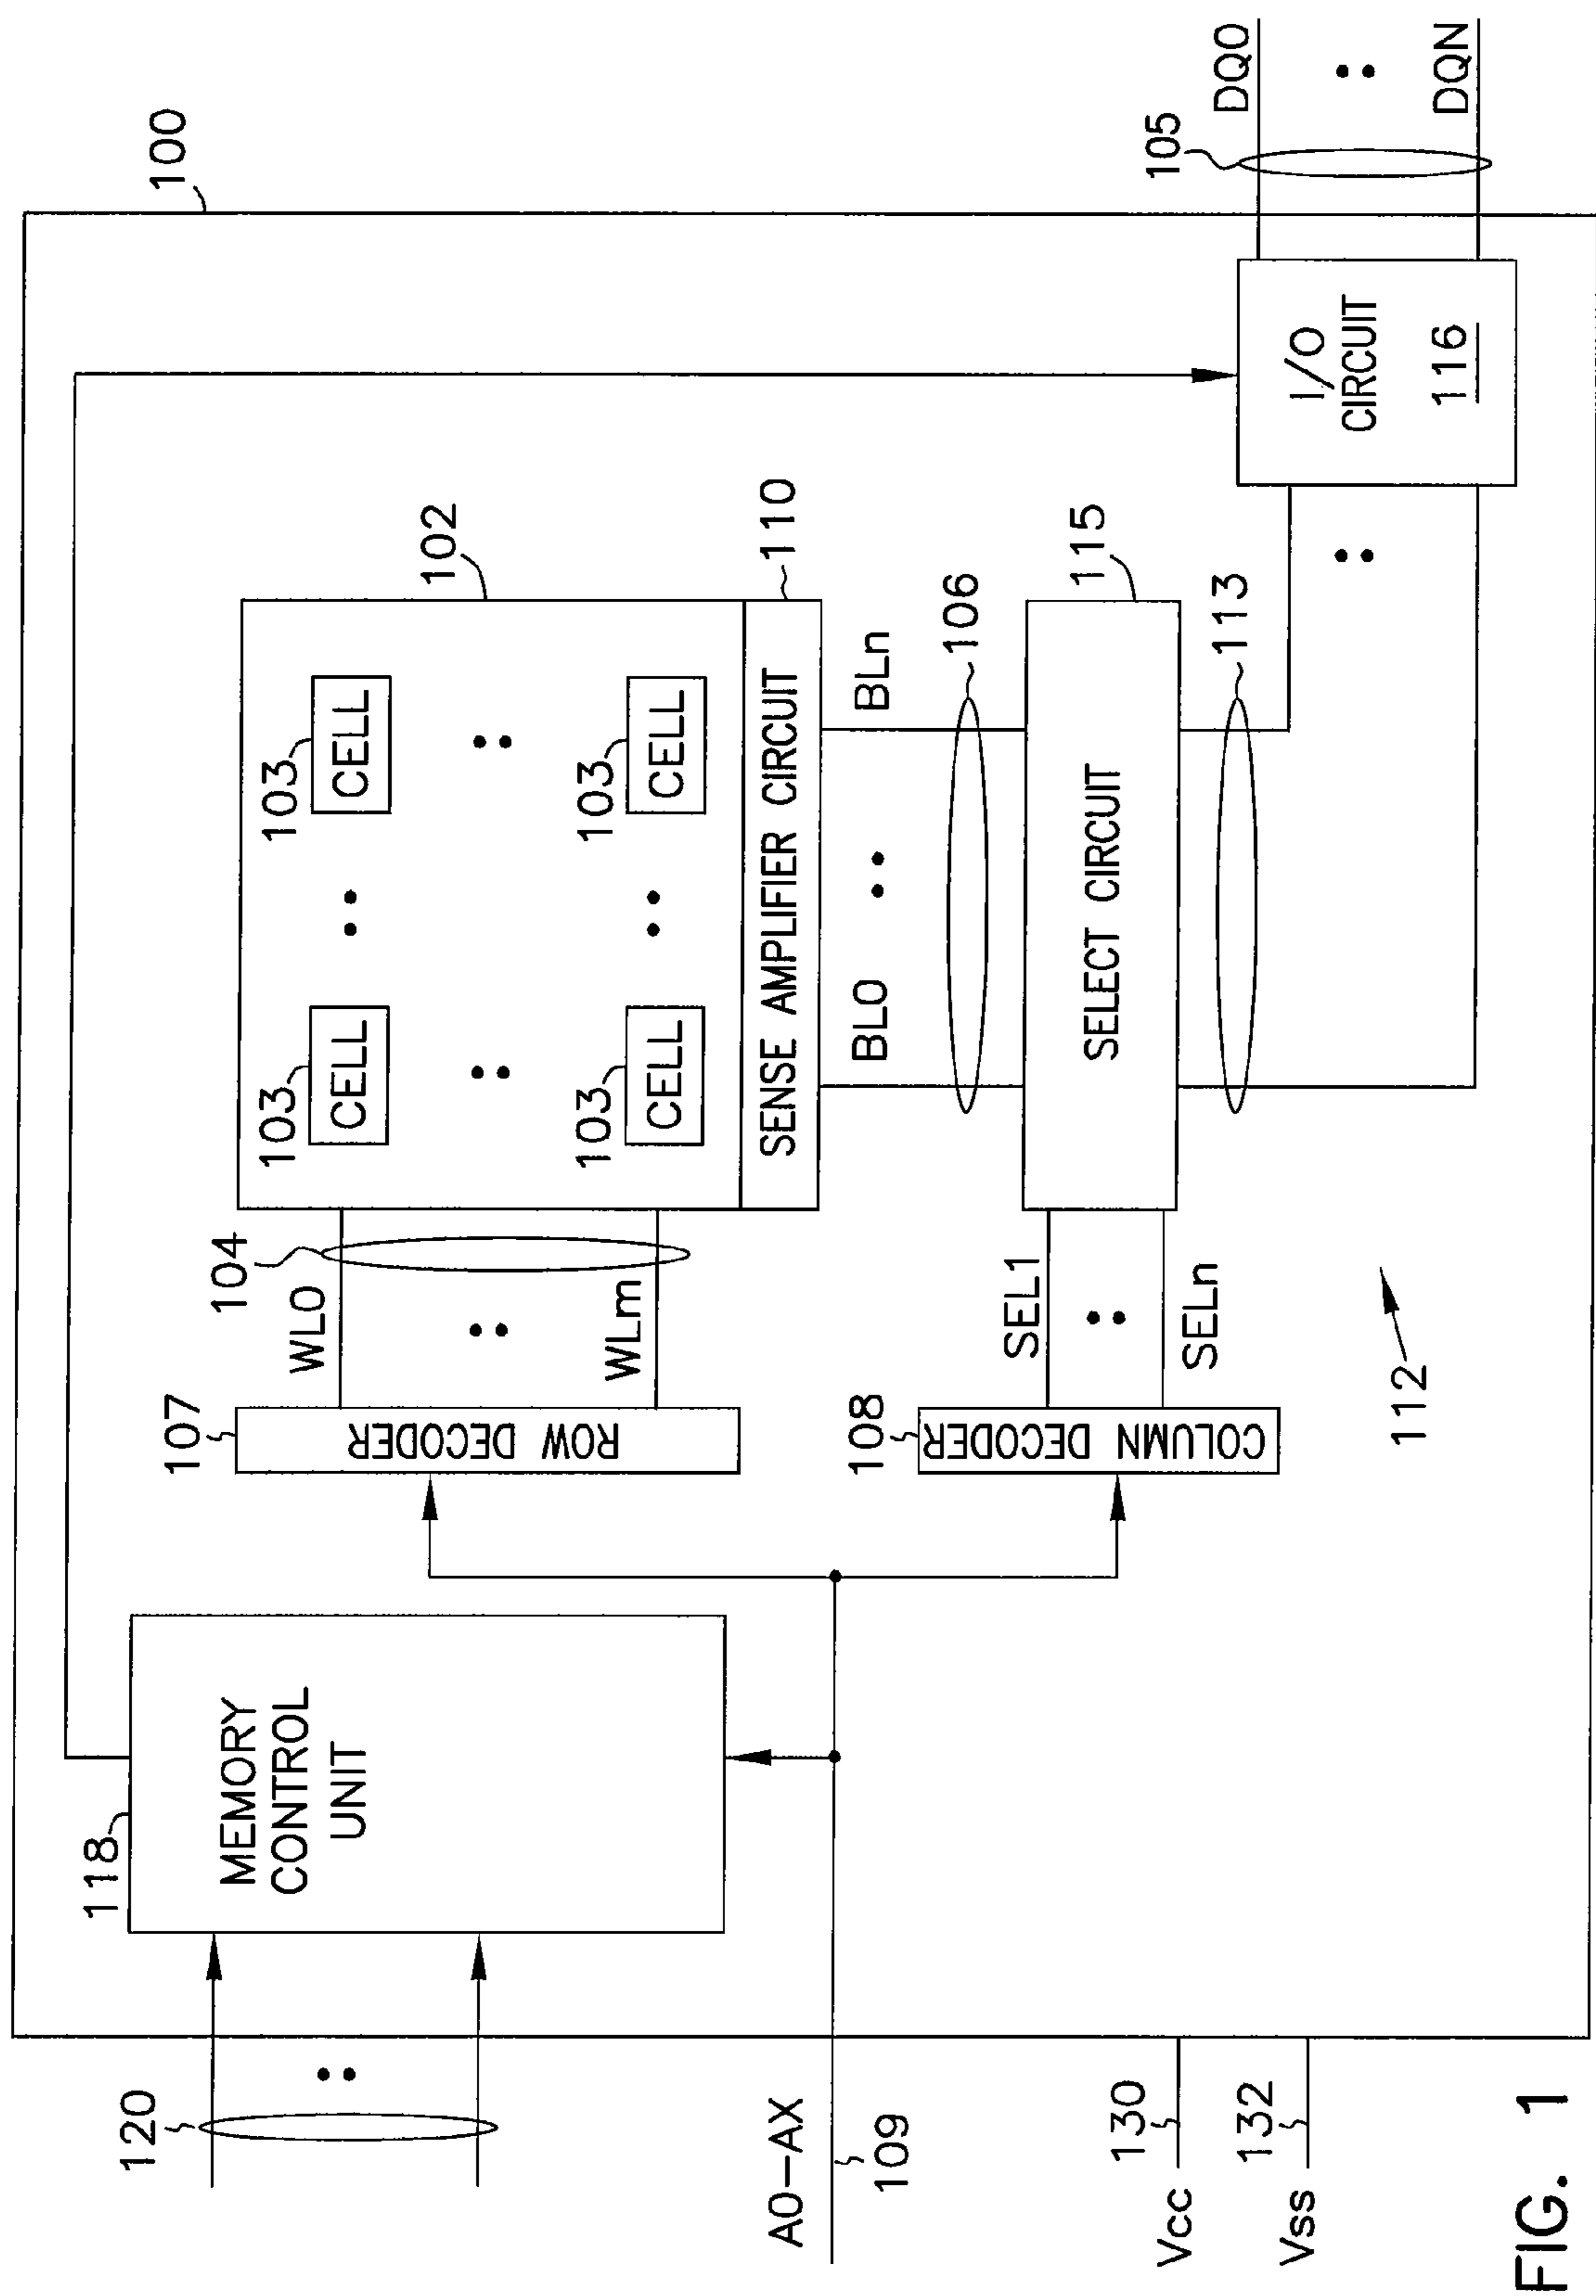 100
118
MEMORY
CONTROL
UNIT
120
107
ROW DECODER
104
WL0
WLm
102
103
CELL
103
CELL
103
CELL
103
CELL
SENSE AMPLIFIER CIRCUIT
110
BL0
BLn
106
A0–AX
109
108
COLUMN DECODER
SEL1
SELn
SELECT CIRCUIT
115
113
112
I/O
CIRCUIT
116
105
DQ0
DQN
Vcc
130
Vss
132
FIG. 1